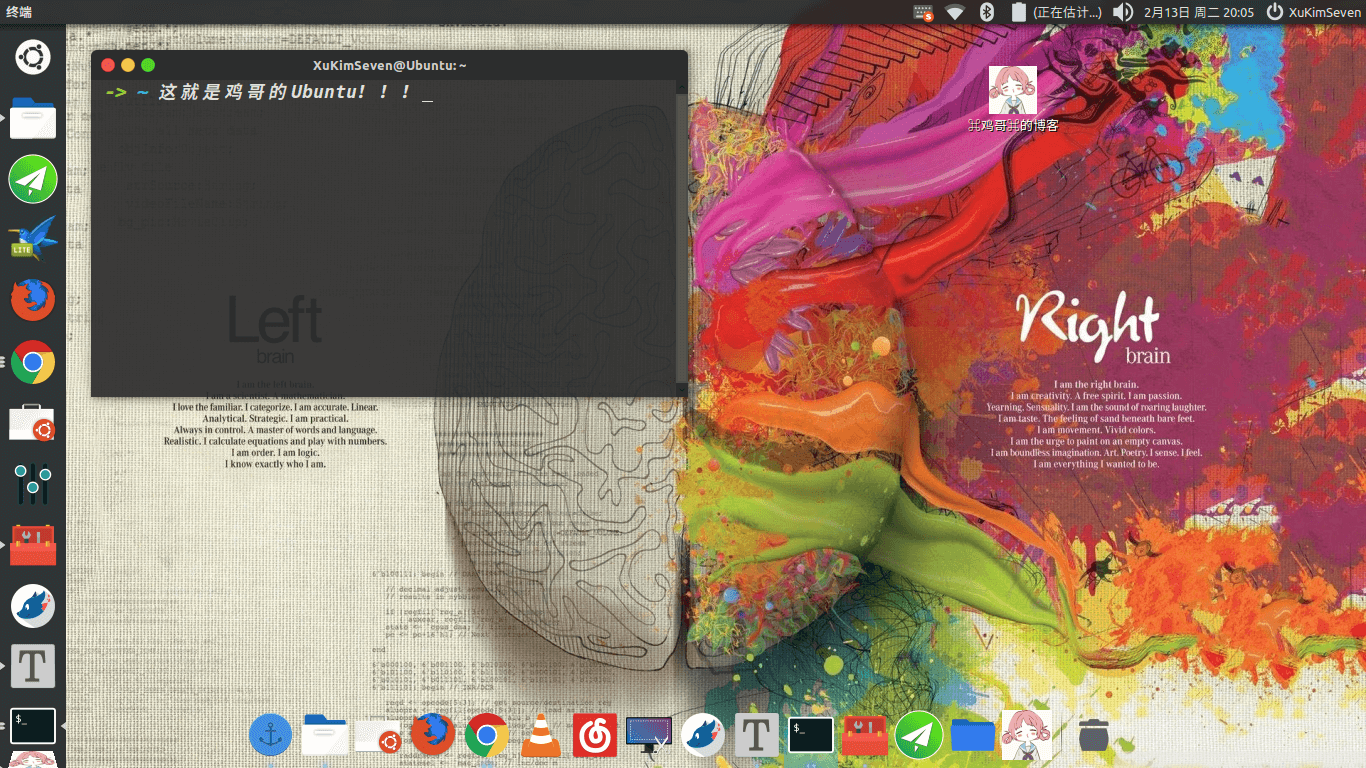 终端
(正在估计...)
2月13日 周二 20:05
XuKimSeven
XuKimSeven@Ubuntu: ~
-> ~ 这就是鸡哥的Ubuntu！！！_
⌘鸡哥⌘的博客
Left
brain
I am the left brain.
I am a scientist. A mathematician.
I love the familiar. I categorize. I am accurate. Linear.
Analytical. Strategic. I am practical.
Always in control. A master of words and language.
Realistic. I calculate equations and play with numbers.
I am order. I am logic.
I know exactly who I am.
Right
brain
I am the right brain.
I am creativity. A free spirit. I am passion.
Yearning. Sensuality. I am the sound of roaring laughter.
I am taste. The feeling of sand beneath bare feet.
I am movement. Vivid colors.
I am the urge to paint on an empty canvas.
I am boundless imagination. Art. Poetry. I sense. I feel.
I am everything I wanted to be.
LITE
T
$_
T
$_